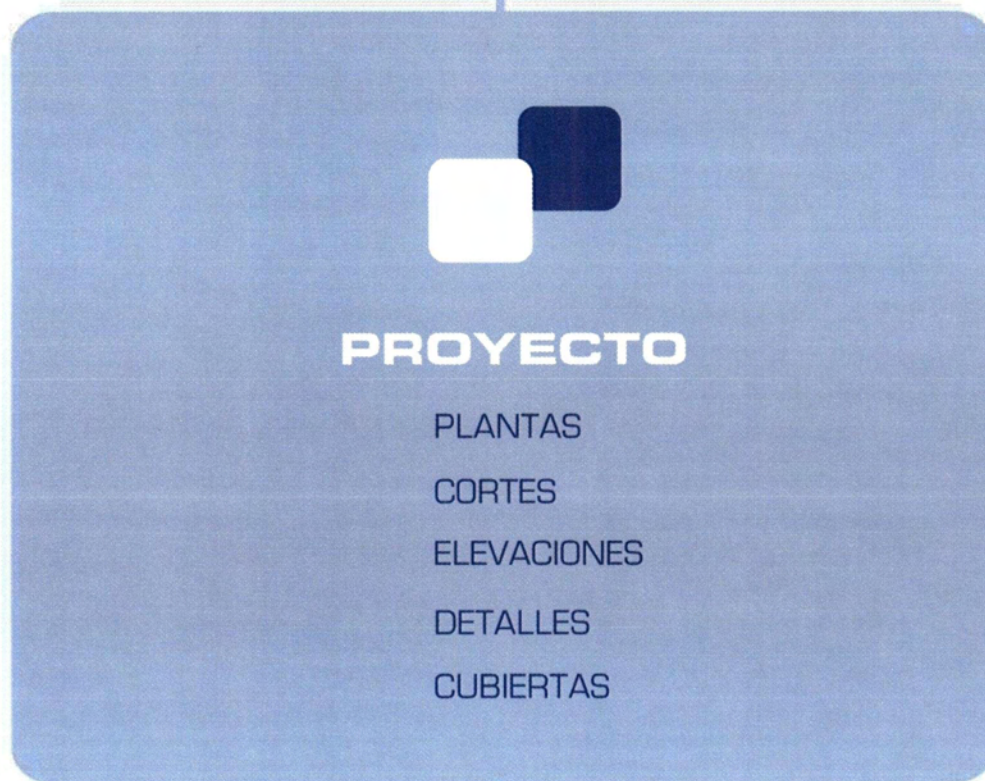 PROYECTO
PLANTAS
CORTES
ELEVACIONES
DETALLES
CUBIERTAS